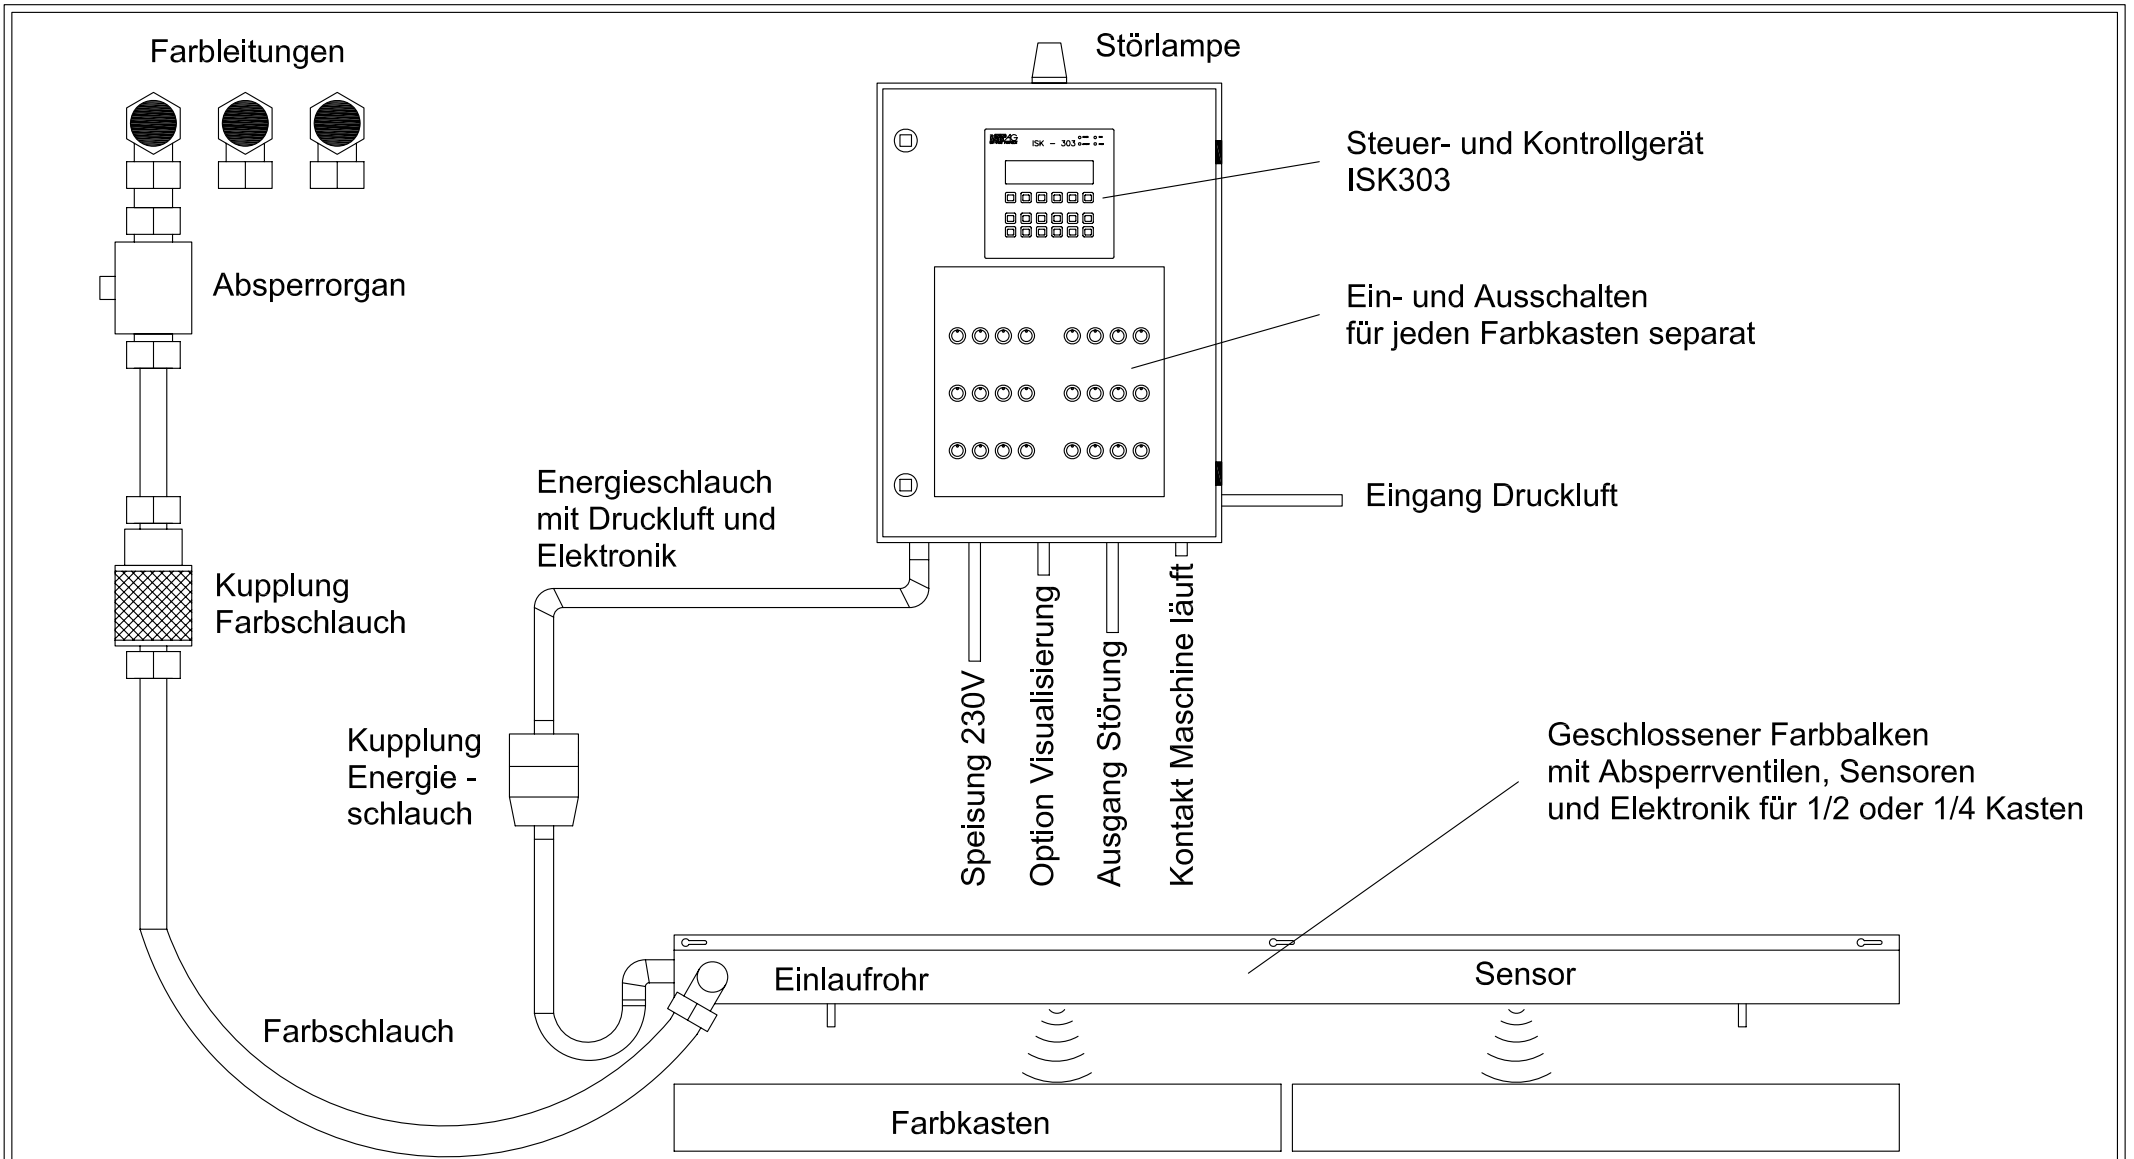 Farbleitungen
Störlampe
ISK - 303
Steuer- und Kontrollgerät
ISK303
Absperrorgan
Ein- und Ausschalten
für jeden Farbkasten separat
Energieschlauch
mit Druckluft und
Elektronik
Eingang Druckluft
Kupplung
Farbschlauch
Speisung 230V
Option Visualisierung
Ausgang Störung
Kontakt Maschine läuft
Kupplung
Energie -
schlauch
Geschlossener Farbbalken
mit Absperrventilen, Sensoren
und Elektronik für 1/2 oder 1/4 Kasten
Einlaufrohr
Sensor
Farbschlauch
Farbkasten